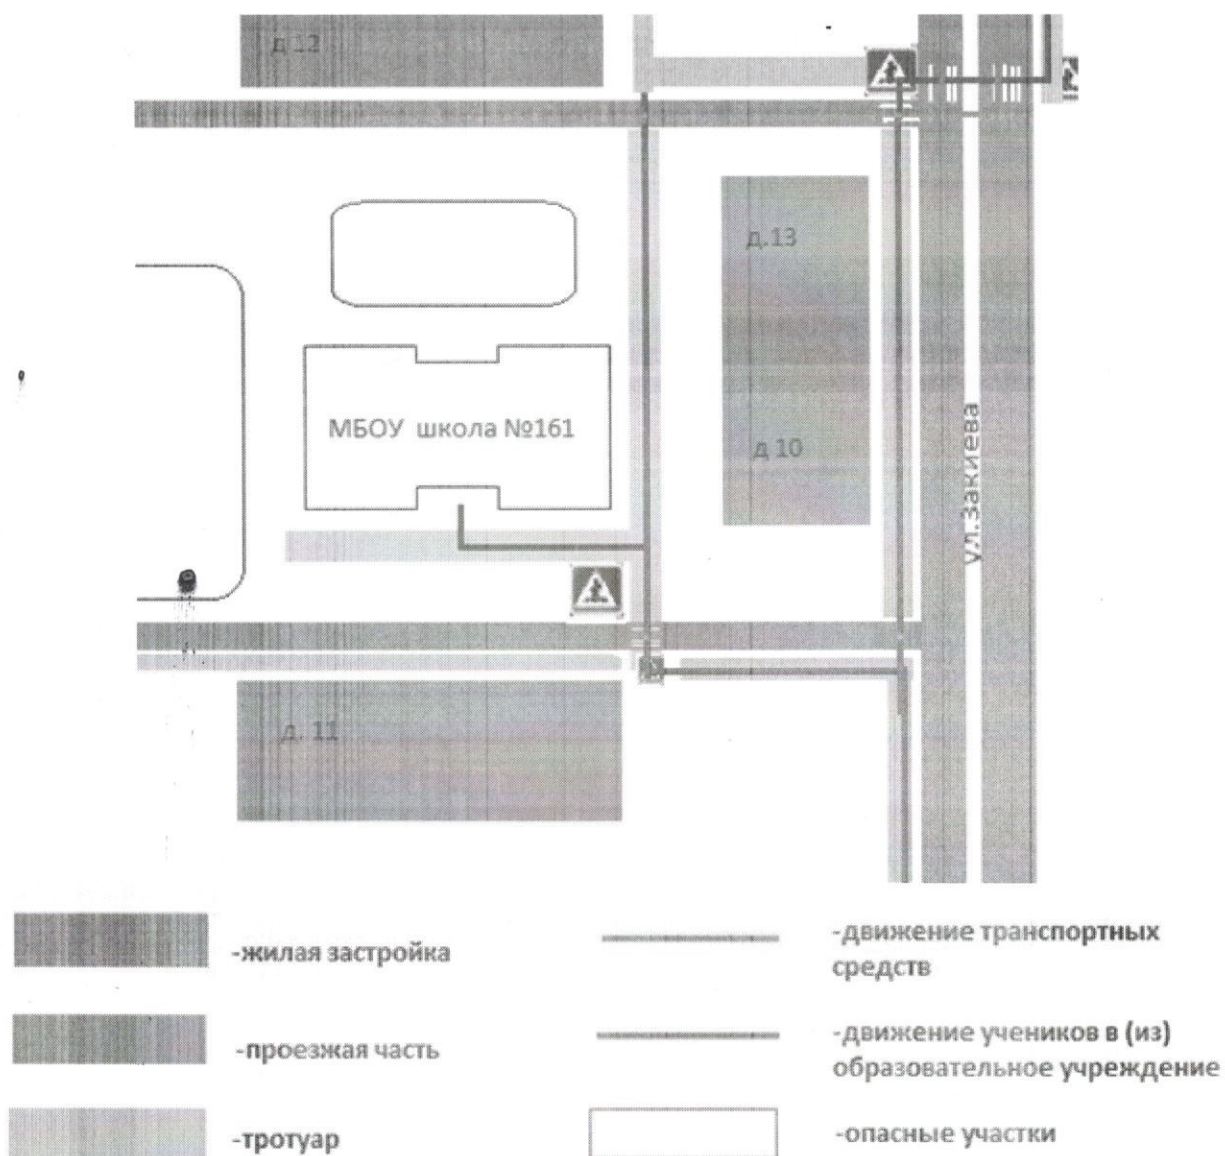 д.12
д.13
МБОУ школа №161
д 10
ул.Закиева
д. 11
-жилая застройка
-движение транспортных
средств
-проезжая часть
-движение учеников в (из)
образовательное учреждение
-тротуар
-опасные участки